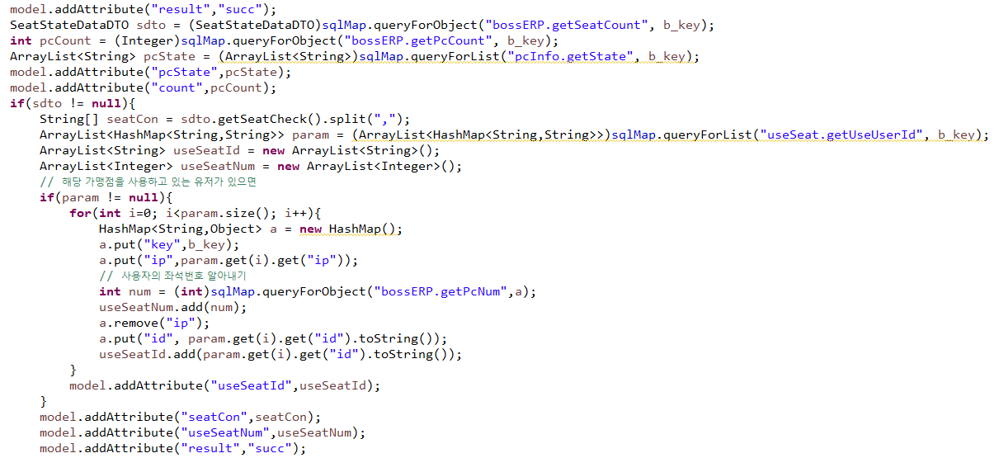 model.addAttribute("result","succ");
SeatStateDataDTO sdto = (SeatStateDataDTO)sqlMap.queryForObject("bossERP.getSeatCount", b_key);
int pcCount = (Integer)sqlMap.queryForObject("bossERP.getPcCount", b_key);
ArrayList<String> pcState = (ArrayList<String>)sqlMap.queryForList("pcInfo.getState", b_key);
model.addAttribute("pcState",pcState);
model.addAttribute("count",pcCount);
if(sdto != null){
    String[] seatCon = sdto.getSeatCheck().split(",");
    ArrayList<HashMap<String,String>> param = (ArrayList<HashMap<String,String>>)sqlMap.queryForList("useSeat.getUseUserId", b_key);
    ArrayList<String> useSeatId = new ArrayList<String>();
    ArrayList<Integer> useSeatNum = new ArrayList<Integer>();
    // 해당 가맹점을 사용하고 있는 유저가 있으면
    if(param != null){
        for(int i=0; i<param.size(); i++){
            HashMap<String,Object> a = new HashMap();
            a.put("key",b_key);
            a.put("ip",param.get(i).get("ip"));
            // 사용자의 좌석번호 알아내기
            int num = (int)sqlMap.queryForObject("bossERP.getPcNum",a);
            useSeatNum.add(num);
            a.remove("ip");
            a.put("id", param.get(i).get("id").toString());
            useSeatId.add(param.get(i).get("id").toString());
        }
        model.addAttribute("useSeatId",useSeatId);
    }
    model.addAttribute("seatCon",seatCon);
    model.addAttribute("useSeatNum",useSeatNum);
    model.addAttribute("result","succ");